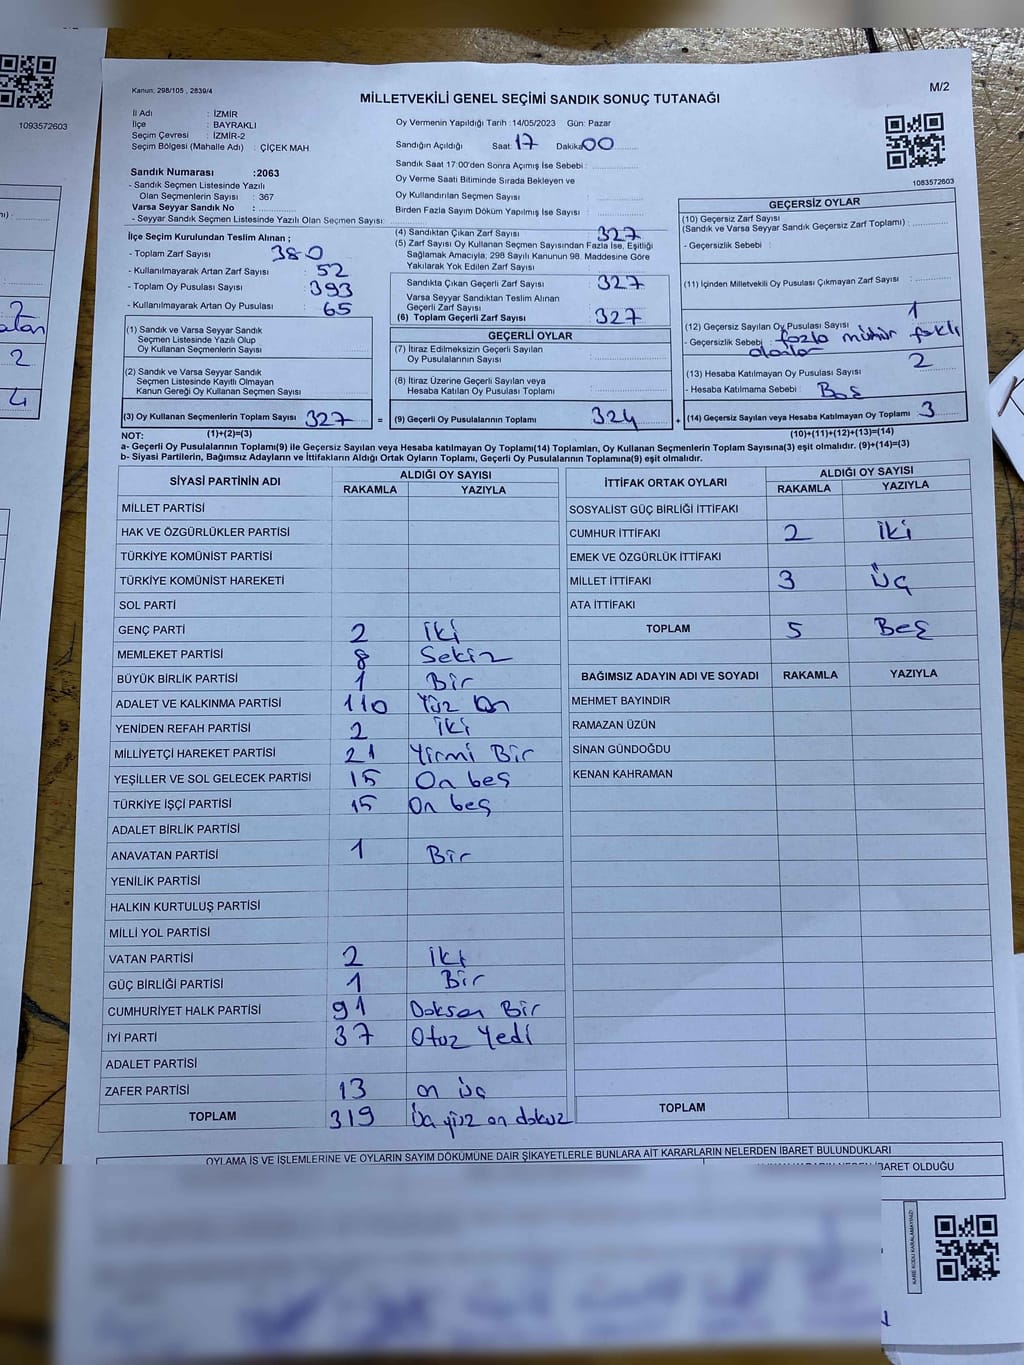 Kanun: 298/105 , 2839/4
M/2
MİLLETVEKİLİ GENEL SEÇİMİ SANDIK SONUÇ TUTANAĞI
İl Adı : İZMİR
İlçe : BAYRAKLI
Seçim Çevresi : İZMİR-2
Seçim Bölgesi (Mahalle Adı) : ÇİÇEK MAH.
Sandık Numarası :2063
- Sandık Seçmen Listesinde Yazılı
Olan Seçmenlerin Sayısı : 367
Varsa Seyyar Sandık No :
- Seyyar Sandık Seçmen Listesinde Yazılı Olan Seçmen Sayısı:
Oy Vermenin Yapıldığı Tarih :14/05/2023 Gün: Pazar
Sandığın Açıldığı Saat: 17 Dakika: 00
Sandık Saat 17:00'den Sonra Açımış İse Sebebi :
Oy Verme Saati Bitiminde Sırada Bekleyen ve
Oy Kullandırılan Seçmen Sayısı :
Birden Fazla Sayım Döküm Yapılmış İse Sayısı :
1093572603
1083572603
İlçe Seçim Kurulundan Teslim Alınan ;
- Toplam Zarf Sayısı : 380
- Kullanılmayarak Artan Zarf Sayısı : 52
- Toplam Oy Pusulası Sayısı : 393
- Kullanılmayarak Artan Oy Pusulası : 65
(1) Sandık ve Varsa Seyyar Sandık
Seçmen Listesinde Yazılı Olup
Oy Kullanan Seçmenlerin Sayısı :
(2) Sandık ve Varsa Seyyar Sandık
Seçmen Listesinde Kayıtlı Olmayan
Kanun Gereği Oy Kullanan Seçmen Sayısı :
(3) Oy Kullanan Seçmenlerin Toplam Sayısı : 327 =
(1)+(2)=(3)
(4) Sandıktan Çıkan Zarf Sayısı : 327
(5) Zarf Sayısı Oy Kullanan Seçmen Sayısından Fazla İse, Eşitliği
Sağlamak Amacıyla, 298 Sayılı Kanunun 98. Maddesine Göre
Yakılarak Yok Edilen Zarf Sayısı :
Sandıkta Çıkan Geçerli Zarf Sayısı : 327
Varsa Seyyar Sandıktan Teslim Alınan
Geçerli Zarf Sayısı :
(6) Toplam Geçerli Zarf Sayısı : 327
GEÇERLİ OYLAR
(7) İtiraz Edilmeksizin Geçerli Sayılan
Oy Pusulalarının Sayısı :
(8) İtiraz Üzerine Geçerli Sayılan veya
Hesaba Katılan Oy Pusulası Toplamı :
(9) Geçerli Oy Pusulalarının Toplamı : 324 +
GEÇERSİZ OYLAR
(10) Geçersiz Zarf Sayısı
(Sandık ve Varsa Seyyar Sandık Geçersiz Zarf Toplamı) :
- Geçersizlik Sebebi :
(11) İçinden Milletvekili Oy Pusulası Çıkmayan Zarf Sayısı :
(12) Geçersiz Sayılan Oy Pusulası Sayısı : 1
- Geçersizlik Sebebi : fazla mühür
(13) Hesaba Katılmayan Oy Pusulası Sayısı : 2
- Hesaba Katılmama Sebebi : Boş
(14) Geçersiz Sayılan veya Hesaba Katılmayan Oy Toplamı : 3
(10)+(11)+(12)+(13)=(14)
NOT:
a- Geçerli Oy Pusulalarının Toplamı(9) ile Geçersiz Sayılan veya Hesaba katılmayan Oy Toplamı(14) Toplamları, Oy Kullanan Seçmenlerin Toplam Sayısına(3) eşit olmalıdır. (9)+(14)=(3)
b- Siyasi Partilerin, Bağımsız Adayların ve İttifakların Aldığı Ortak Oyların Toplamı, Geçerli Oy Pusulalarının Toplamına(9) eşit olmalıdır.
SİYASİ PARTİNİN ADI ALDIĞI OY SAYISI
RAKAMLA YAZIYLA
MİLLET PARTİSİ
HAK VE ÖZGÜRLÜKLER PARTİSİ
TÜRKİYE KOMÜNİST PARTİSİ
TÜRKİYE KOMÜNİST HAREKETİ
SOL PARTİ
GENÇ PARTİ 2 iki
MEMLEKET PARTİSİ 8 Sekiz
BÜYÜK BİRLİK PARTİSİ 1 Bir
ADALET VE KALKINMA PARTİSİ 110 Yüz On
YENİDEN REFAH PARTİSİ 2 iki
MİLLİYETÇİ HAREKET PARTİSİ 21 Yirmi Bir
YEŞİLLER VE SOL GELECEK PARTİSİ 15 On beş
TÜRKİYE İŞÇİ PARTİSİ 15 On beş
ADALET BİRLİK PARTİSİ
ANAVATAN PARTİSİ 1 Bir
YENİLİK PARTİSİ
HALKIN KURTULUŞ PARTİSİ
MİLLİ YOL PARTİSİ
VATAN PARTİSİ 2 iki
GÜÇ BİRLİĞİ PARTİSİ 1 Bir
CUMHURİYET HALK PARTİSİ 91 Doksan Bir
İYİ PARTİ 37 Otuz Yedi
ADALET PARTİSİ
ZAFER PARTİSİ 13 on üç
TOPLAM 319 Üç yüz on dokuz
İTTİFAK ORTAK OYLARI ALDIĞI OY SAYISI
RAKAMLA YAZIYLA
SOSYALİST GÜÇ BİRLİĞİ İTTİFAKI
CUMHUR İTTİFAKI 2 iki
EMEK VE ÖZGÜRLÜK İTTİFAKI
MİLLET İTTİFAKI 3 üç
ATA İTTİFAKI
TOPLAM 5 Beş
BAĞIMSIZ ADAYIN ADI VE SOYADI RAKAMLA YAZIYLA
MEHMET BAYINDIR
RAMAZAN ÜZÜN
SİNAN GÜNDOĞDU
KENAN KAHRAMAN
TOPLAM
OYLAMA İŞ VE İŞLEMLERİNE VE OYLARIN SAYIM DÖKÜMÜNE DAİR ŞİKAYETLERLE BUNLARA AİT KARARLARIN NELERDEN İBARET BULUNDUKLARI
İBARET OLDUĞU
KARE KODU KARALAMAYINIZ!
2
4